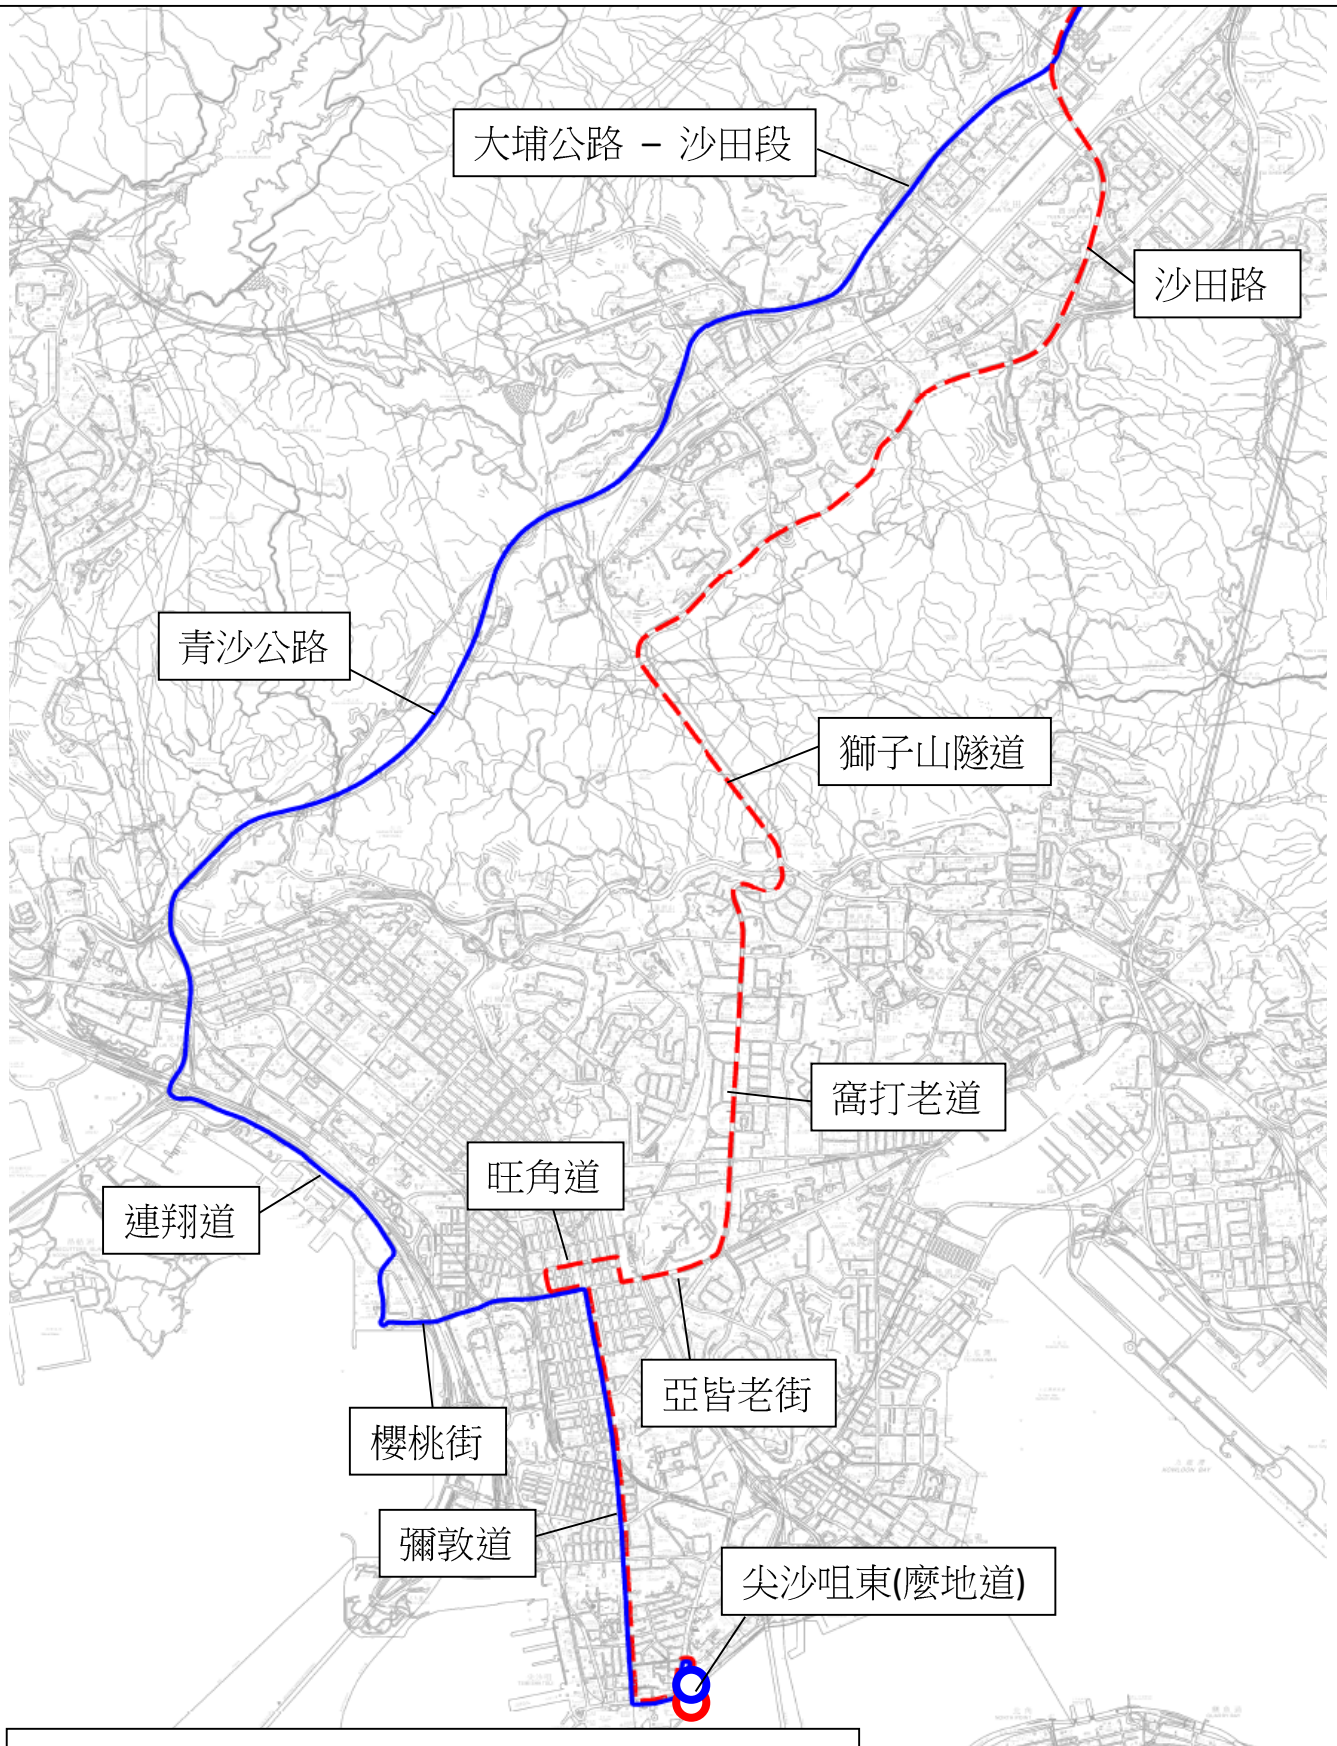 大埔公路 – 沙田段
沙田路
青沙公路
獅子山隧道
窩打老道
旺角道
連翔道
亞皆老街
櫻桃街
彌敦道
尖沙咀東(麼地道)